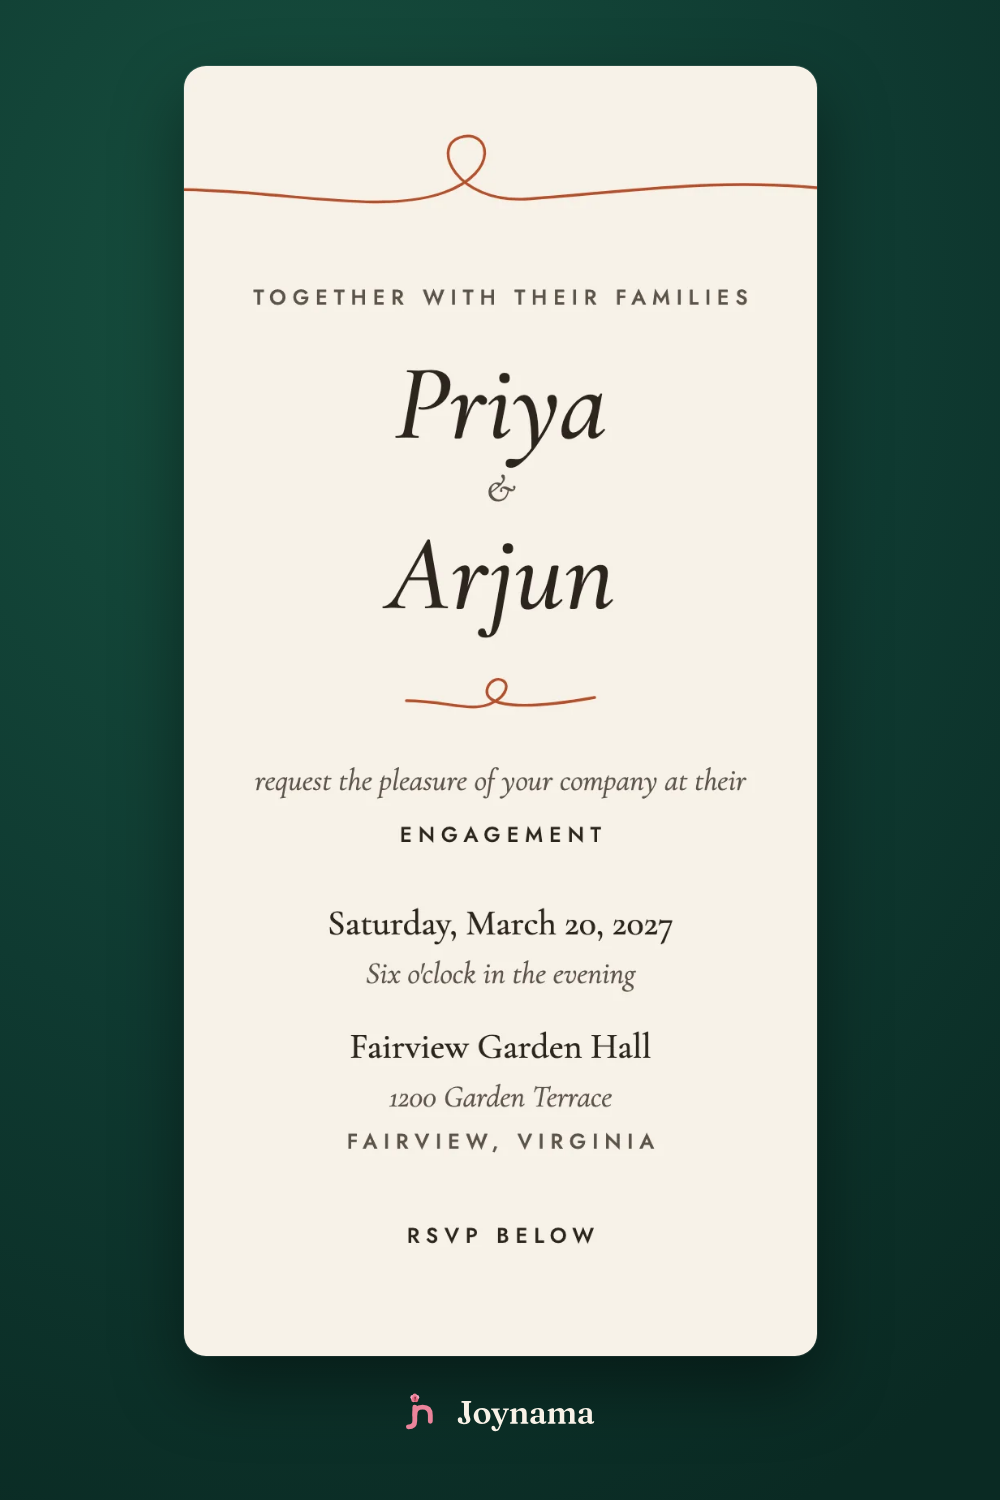 TOGETHER WITH THEIR FAMILIES
Priya
&
Arjun
request the pleasure of your company at their
ENGAGEMENT
Saturday, March 20, 2027
Six o'clock in the evening
Fairview Garden Hall
1200 Garden Terrace
FAIRVIEW, VIRGINIA
RSVP BELOW
Joynama